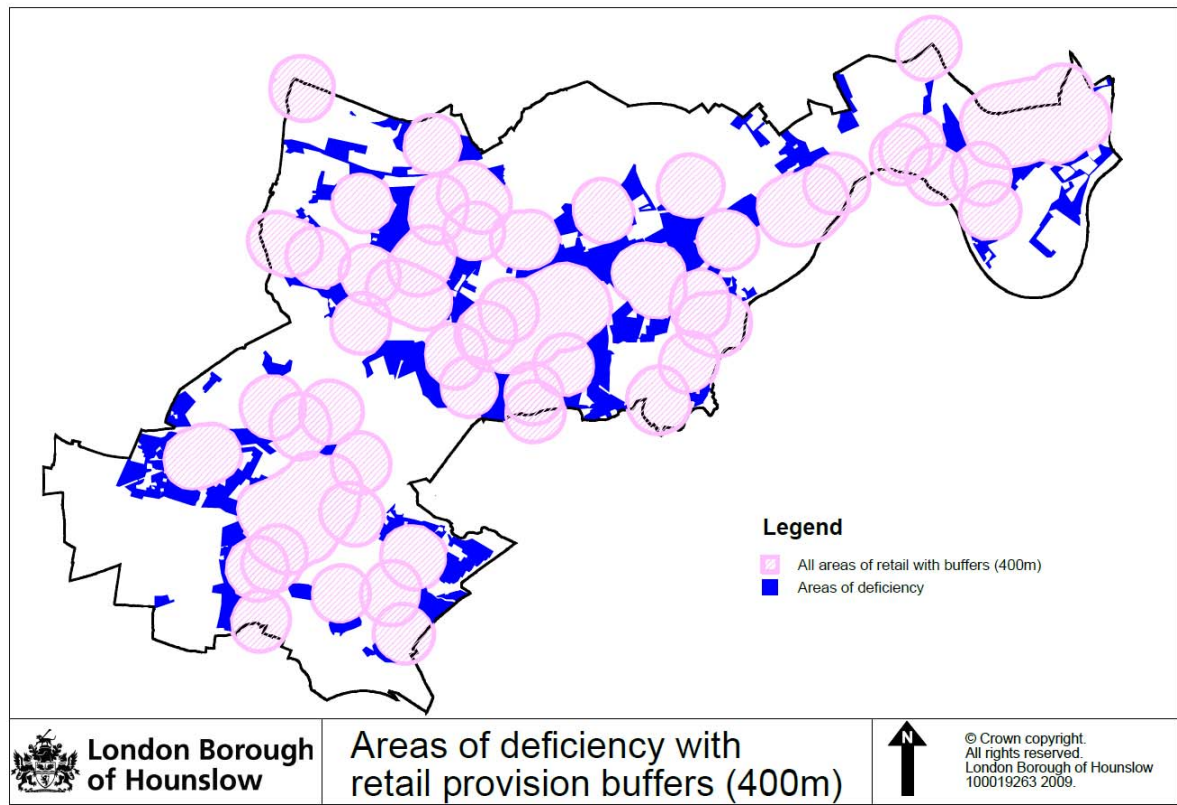 Legend
All areas of retail with buffers (400m)
Areas of deficiency
London Borough
of Hounslow
Areas of deficiency with
retail provision buffers (400m)
N
© Crown copyright.
All rights reserved.
London Borough of Hounslow
100019263 2009.